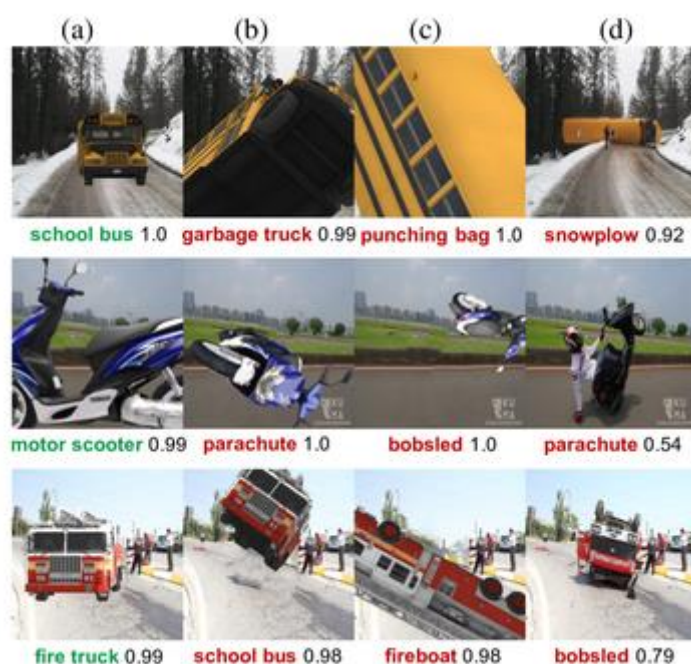 (a) (b) (c) (d)
school bus 1.0 garbage truck 0.99 punching bag 1.0 snowplow 0.92
motor scooter 0.99 parachute 1.0 bobsled 1.0 parachute 0.54
fire truck 0.99 school bus 0.98 fireboat 0.98 bobsled 0.79